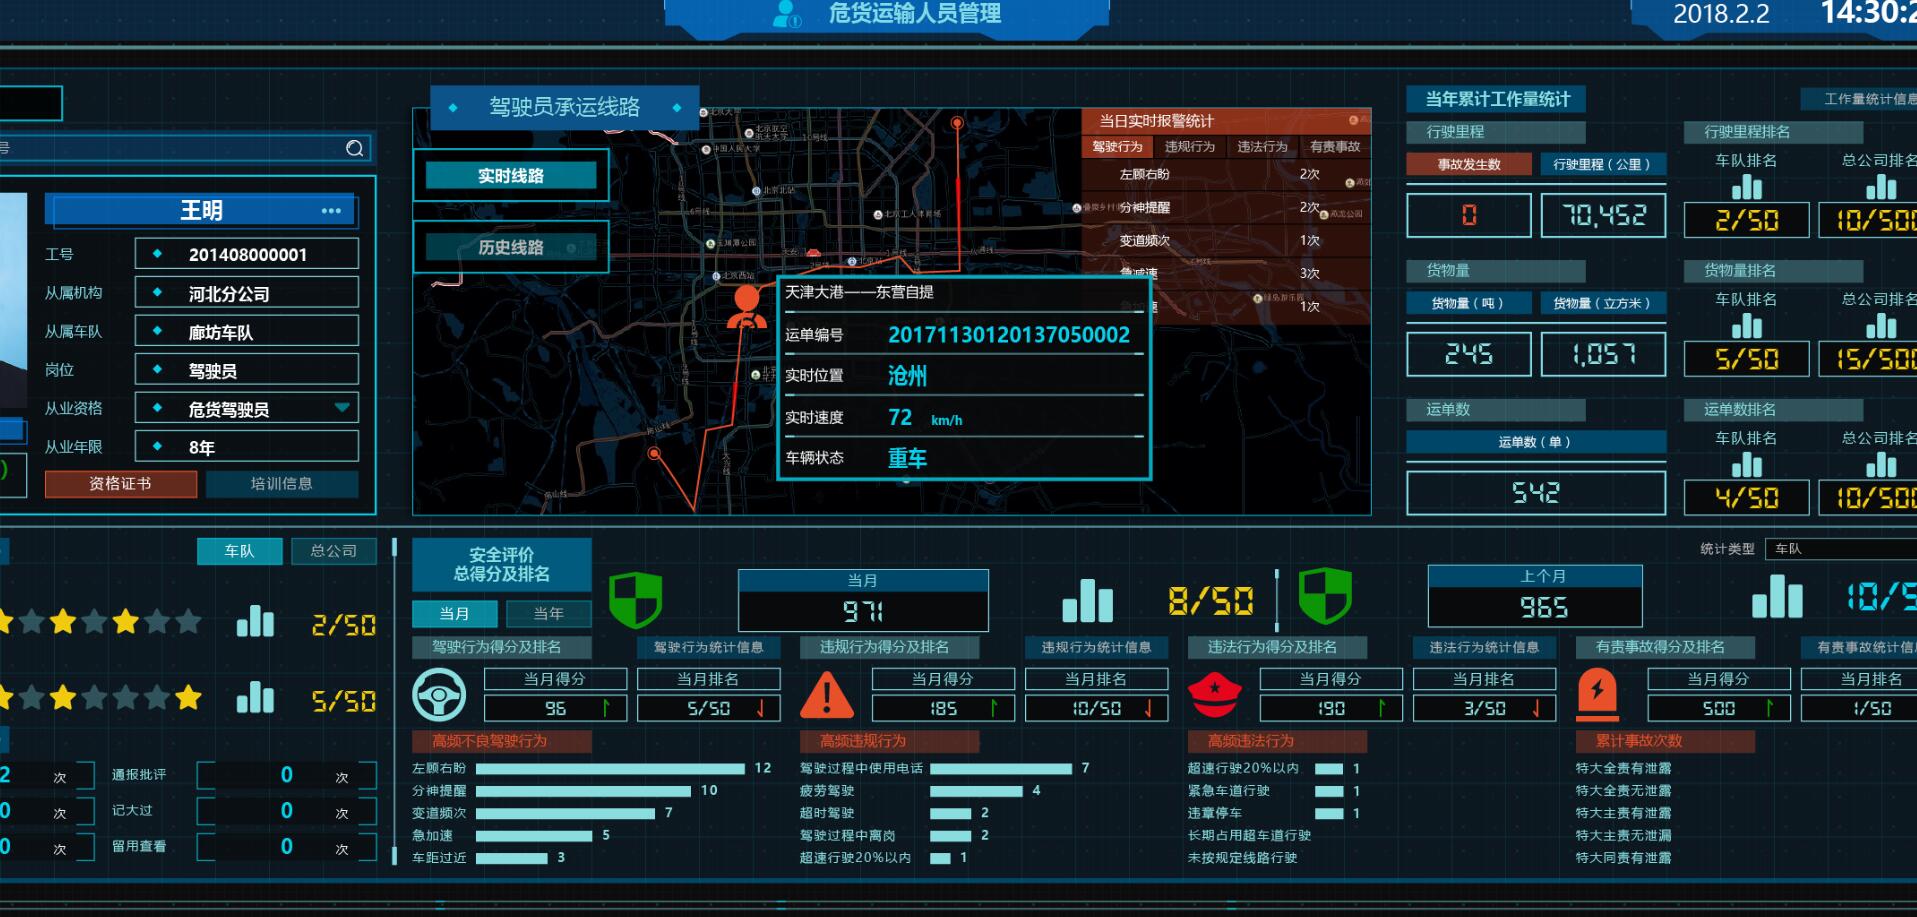 危货运输人员管理
2018.2.2
14:30:2
驾驶员承运线路
实时线路
历史线路
号
王明
工号
201408000001
从属机构
河北分公司
从属车队
廊坊车队
岗位
驾驶员
从业资格
危货驾驶员
从业年限
8年
资格证书
培训信息
天津大港——东营自提
运单编号
20171130120137050002
实时位置
沧州
实时速度
72 km/h
车辆状态
重车
当日实时报警统计
驾驶行为 违规行为 违法行为 有责事故
左顾右盼 2次
分神提醒 2次
变道频次 1次
急减速 3次
1次
当年累计工作量统计
工作量统计信息
行驶里程
事故发生数
行驶里程（公里）
0
70,452
行驶里程排名
车队排名
总公司排名
2/50
10/500
货物量
货物量（吨）
货物量（立方米）
245
1,057
货物量排名
车队排名
总公司排名
5/50
15/500
运单数
运单数（单）
542
运单数排名
车队排名
总公司排名
4/50
10/500
车队
总公司
2/50
5/50
2 次
通报批评 0 次
0 次
记大过 0 次
0 次
留用查看 0 次
安全评价
总得分及排名
当月
当年
当月
971
8/50
上个月
965
统计类型 车队
10/5
驾驶行为得分及排名
驾驶行为统计信息
当月得分
当月排名
96
5/50
高频不良驾驶行为
左顾右盼 12
分神提醒 10
变道频次 7
急加速 5
车距过近 3
违规行为得分及排名
违规行为统计信息
当月得分
当月排名
185
10/50
高频违规行为
驾驶过程中使用电话 7
疲劳驾驶 4
超时驾驶 2
驾驶过程中离岗 2
超速行驶20%以内 1
违法行为得分及排名
违法行为统计信息
当月得分
当月排名
190
3/50
高频违法行为
超速行驶20%以内 1
紧急车道行驶 1
违章停车 1
长期占用超车道行驶
未按规定线路行驶
有责事故得分及排名
有责事故统计信息
当月得分
当月排名
500
1/50
累计事故次数
特大全责有泄露
特大全责无泄露
特大主责有泄露
特大主责无泄漏
特大同责有泄露